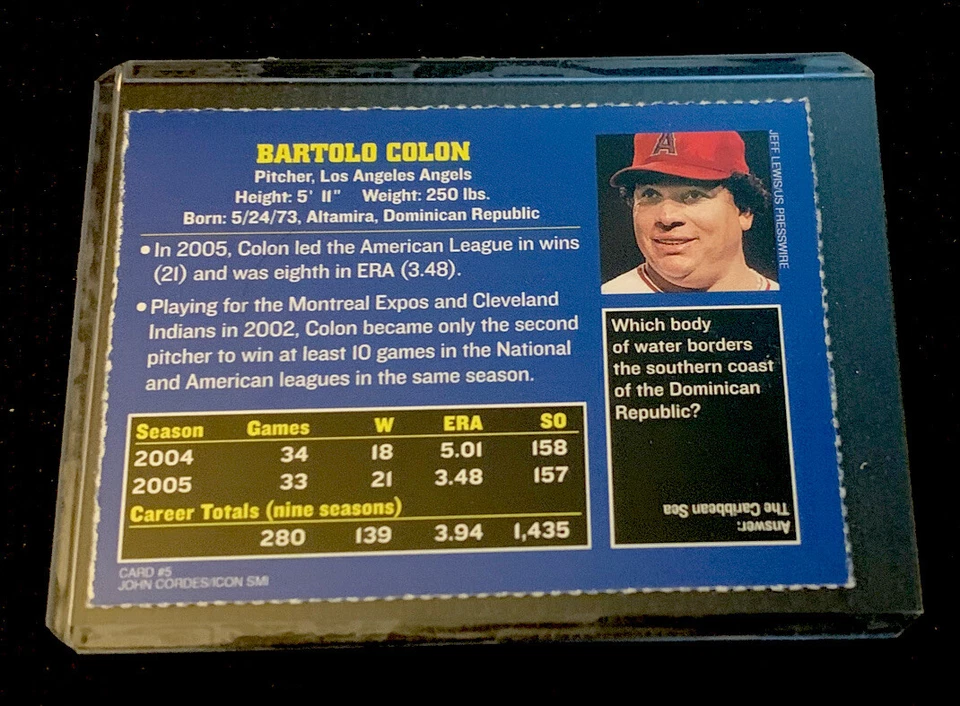 BARTOLO COLON
Pitcher, Los Angeles Angels
Height: 5' 11" Weight: 250 lbs.
Born: 5/24/73, Altamira, Dominican Republic
• In 2005, Colon led the American League in wins
(21) and was eighth in ERA (3.48).
• Playing for the Montreal Expos and Cleveland
Indians in 2002, Colon became only the second
pitcher to win at least 10 games in the National
and American leagues in the same season.
Season Games W ERA SO
2004 34 18 5.01 158
2005 33 21 3.48 157
Career Totals (nine seasons)
280 139 3.94 1,435
CARD #5
JOHN CORDES/ICON SMI
A
JEFF LEWIS/US PRESSWIRE
Which body
of water borders
the southern coast
of the Dominican
Republic?
Answer:
The Caribbean Sea